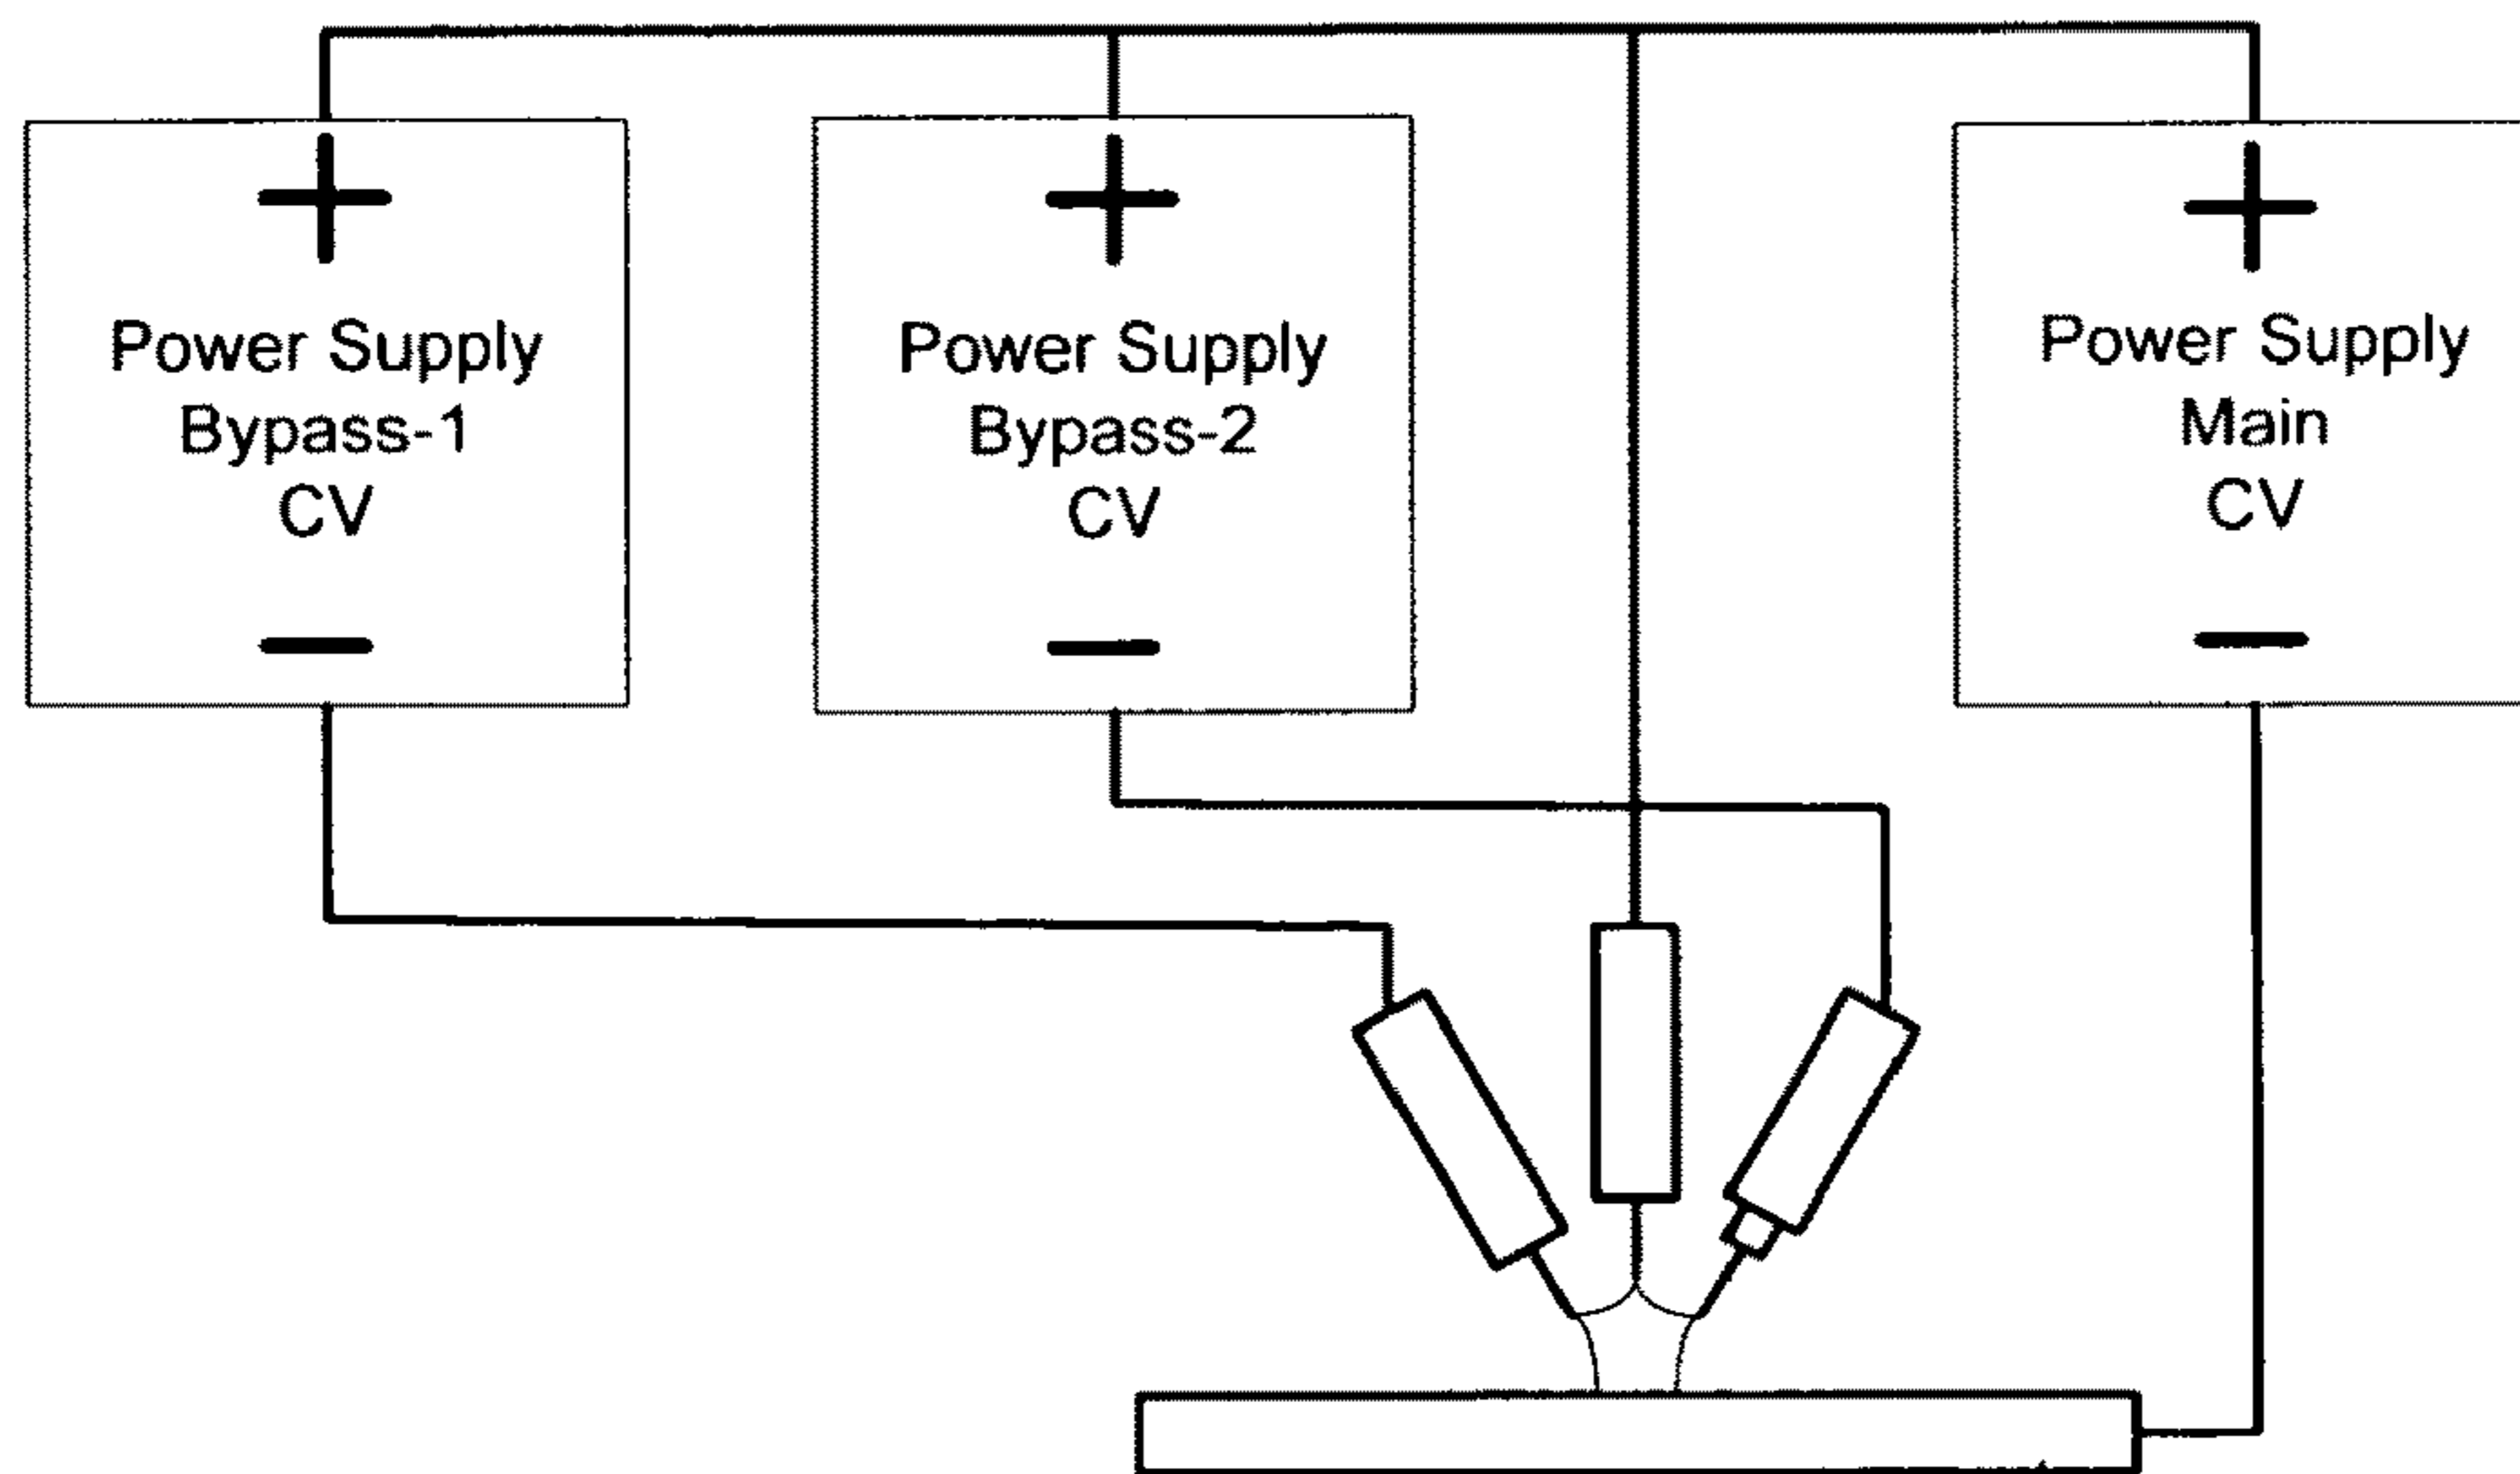 +
Power Supply
Bypass-1
CV
−
+
Power Supply
Bypass-2
CV
−
+
Power Supply
Main
CV
−